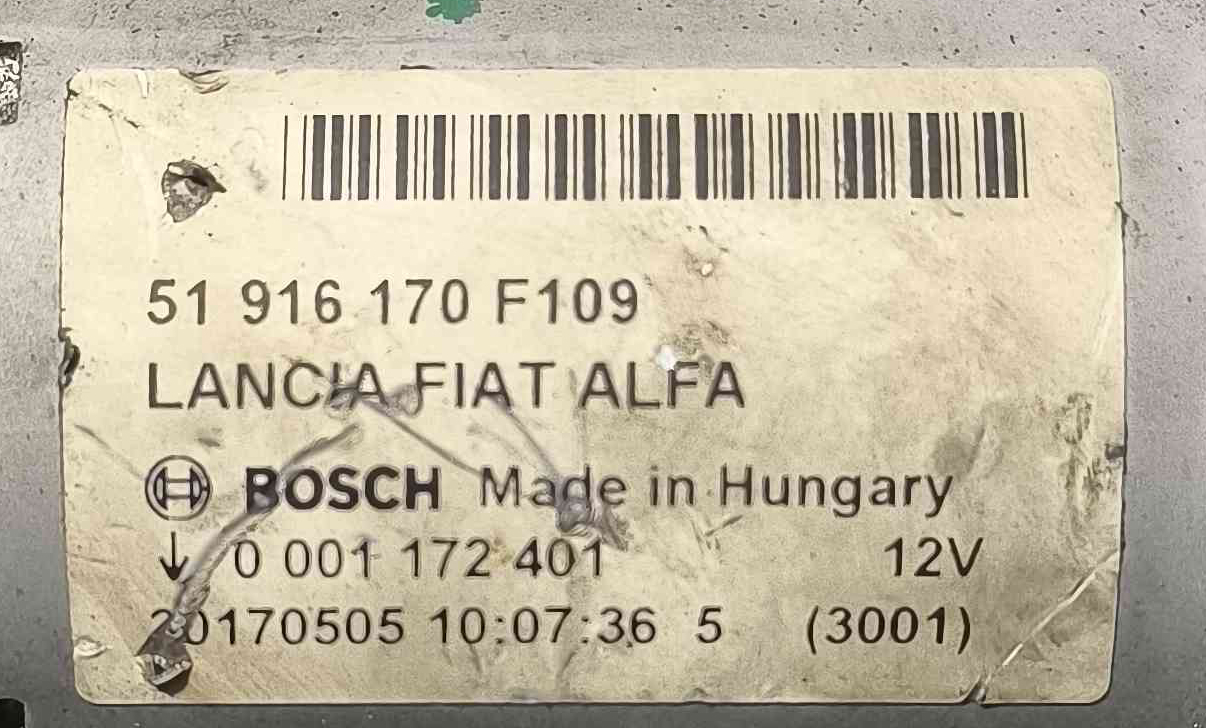 51 916 170 F109
LANCIA FIAT ALFA
BOSCH Made in Hungary
↓ 0 001 172 401 12V
20170505 10:07:36 5 (3001)